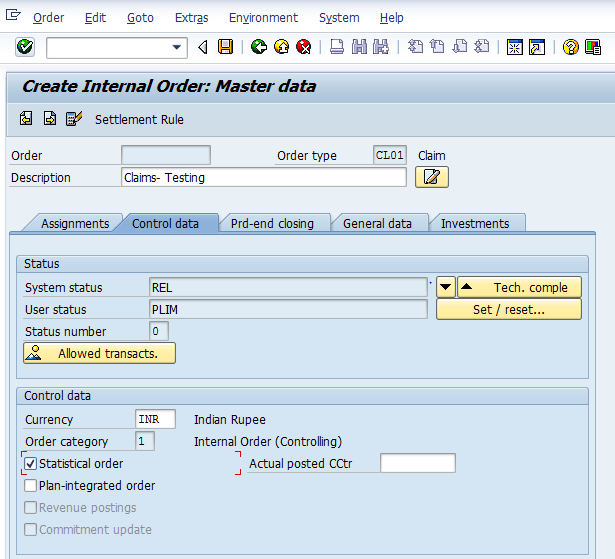 Order Edit Goto Extras Environment System Help
Create Internal Order: Master data
Settlement Rule
Order Order type CL01 Claim
Description Claims- Testing
Assignments Control data Prd-end closing General data Investments
Status
System status REL Tech. comple
User status PLIM Set / reset...
Status number 0
Allowed transacts.
Control data
Currency INR Indian Rupee
Order category 1 Internal Order (Controlling)
Statistical order Actual posted CCtr
Plan-integrated order
Revenue postings
Commitment update